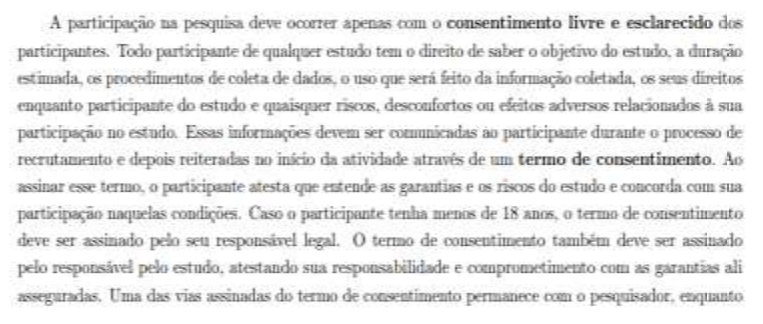 A participação na pesquisa deve ocorrer apenas com o consentimento livre e esclarecido dos
participantes. Todo participante de qualquer estudo tem o direito de saber o objetivo do estudo, a duração
estimada, os procedimentos de coleta de dados, o uso que será feito da informação coletada, os seus direitos
enquanto participante do estudo e quaisquer riscos, desconfortos ou efeitos adversos relacionados à sua
participação no estudo. Essas informações devem ser comunicadas ao participante durante o processo de
recrutamento e depois reiteradas no início da atividade através de um termo de consentimento. Ao
assinar esse termo, o participante atesta que entende as garantias e os riscos do estudo e concorda com sua
participação naquelas condições. Caso o participante tenha menos de 18 anos, o termo de consentimento
deve ser assinado pelo seu responsável legal. O termo de consentimento também deve ser assinado
pelo responsável pelo estudo, atestando sua responsabilidade e comprometimento com as garantias ali
asseguradas. Uma das vias assinadas do termo de consentimento permanece com o pesquisador, enquanto